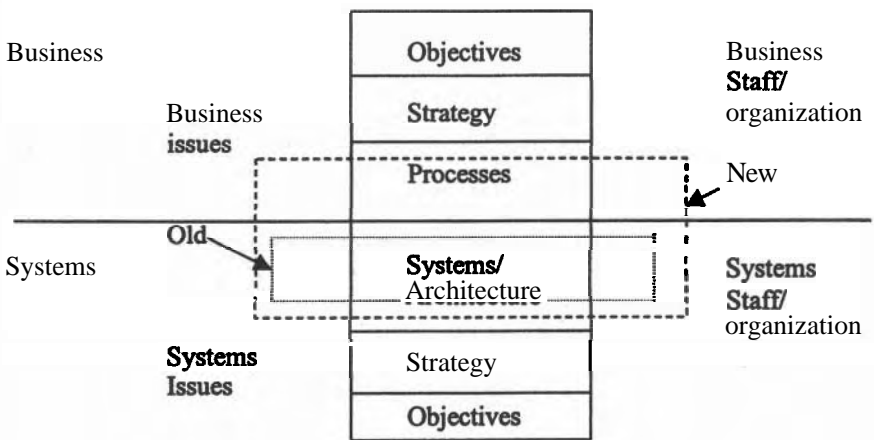 Objectives
Business
Business
Staff/
organization
Business
issues
Strategy
Processes
New
Old
Systems
Systems/
Architecture
Systems
Staff/
organization
Systems
Issues
Strategy
Objectives